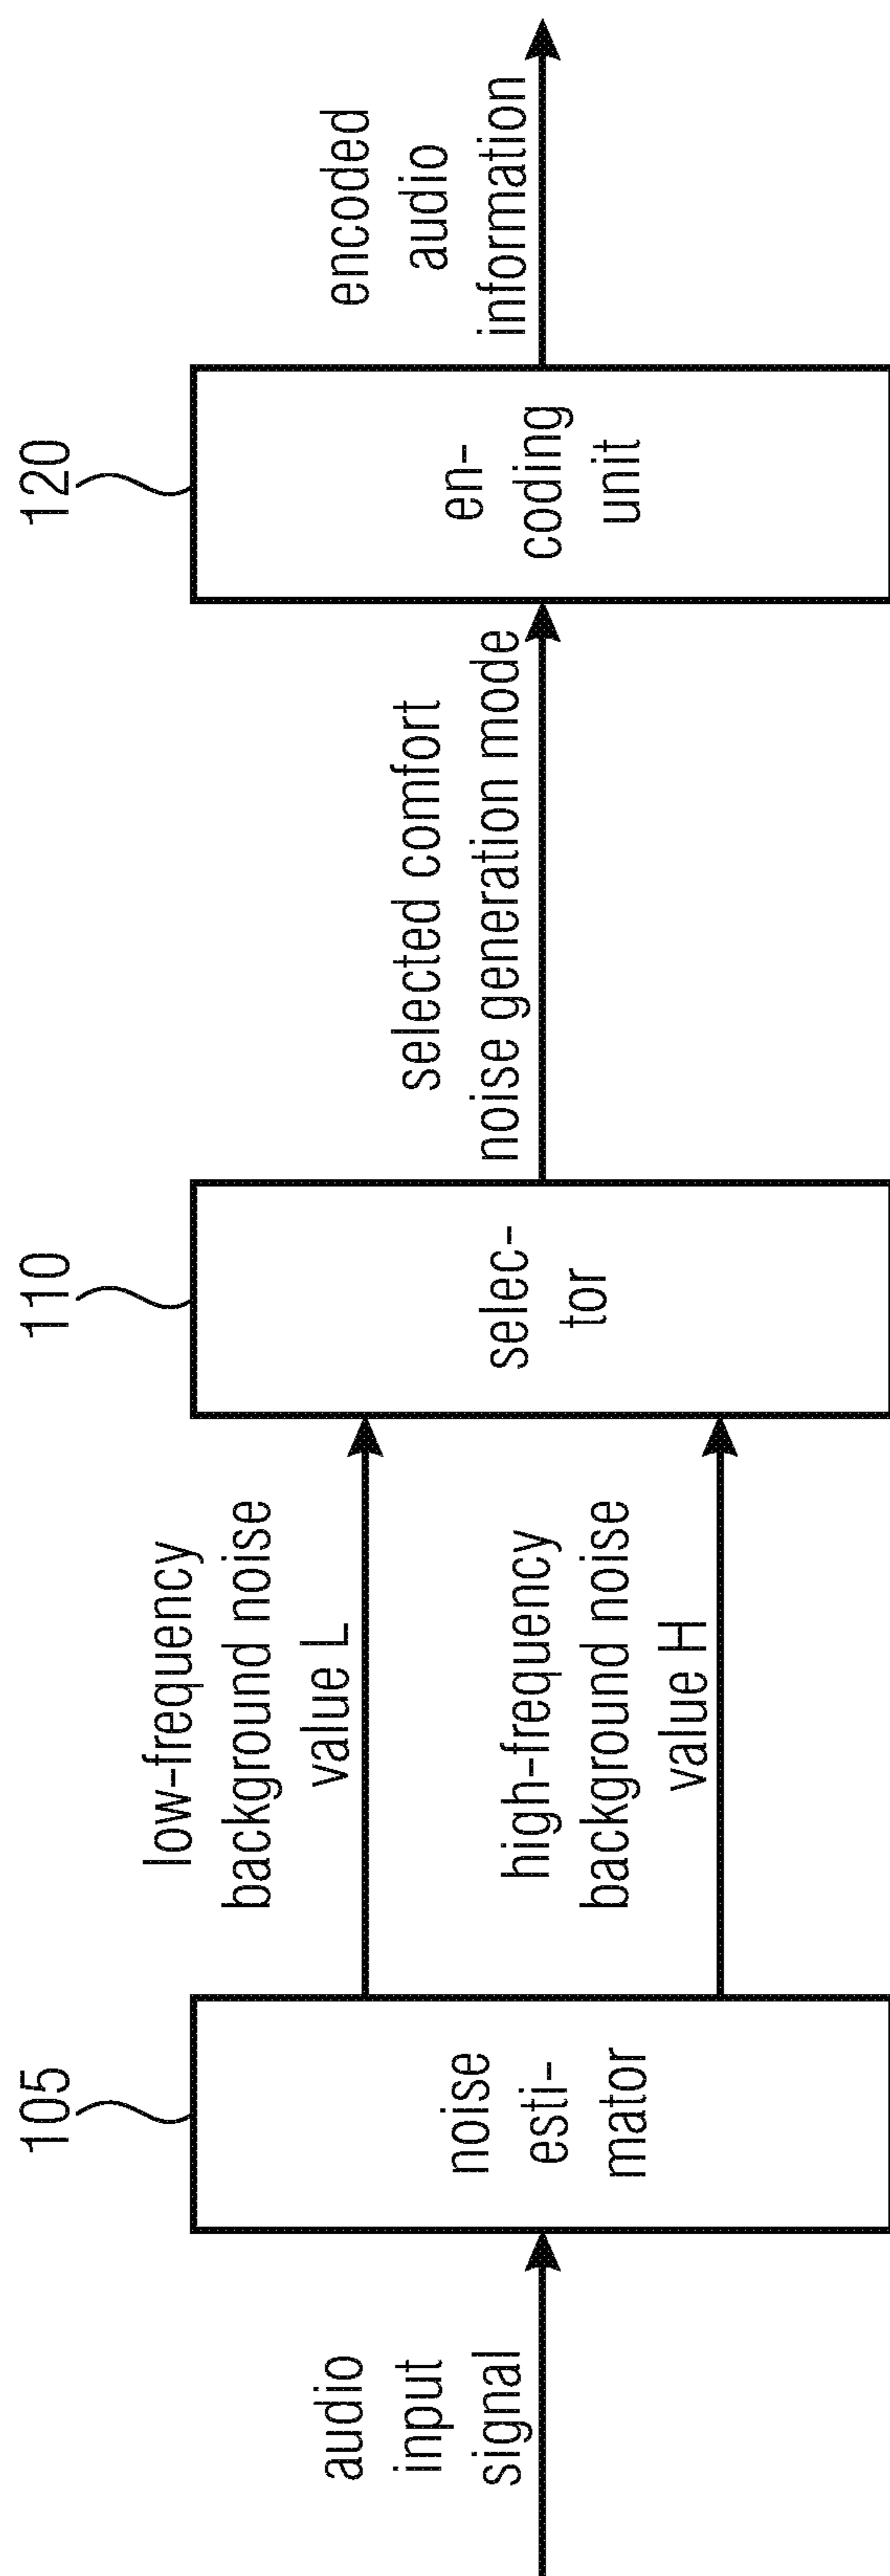 105
110
120
audio
input
signal
noise
esti-
mator
low-frequency
background noise
value L
high-frequency
background noise
value H
selec-
tor
selected comfort
noise generation mode
en-
coding
unit
encoded
audio
information